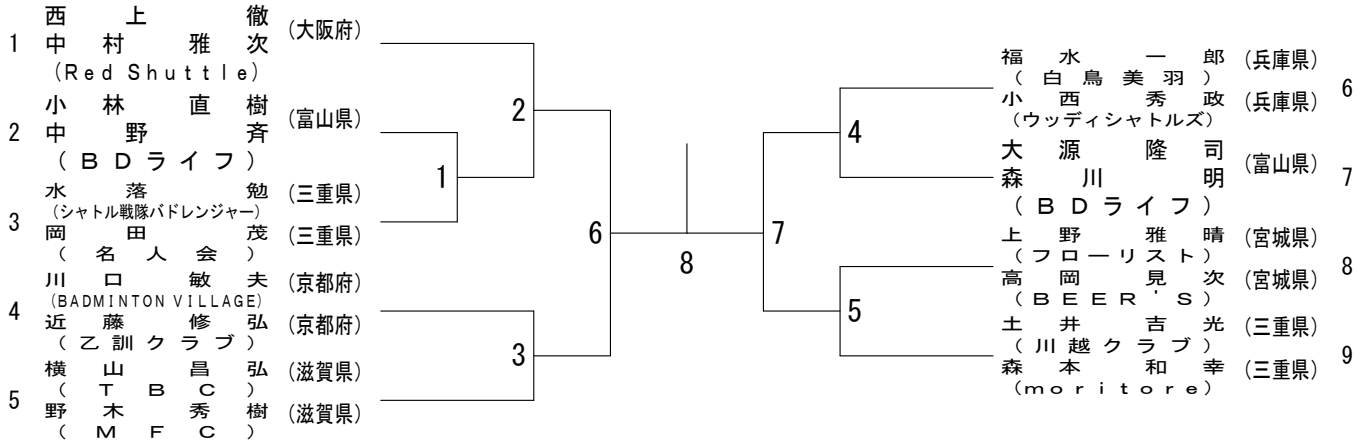 1
西上徹
中村雅次
(Red Shuttle)
(大阪府)
2
小林直樹
中野斉
(BDライフ)
(富山県)
3
水落勉
(シャトル戦隊バドレンジャー)
(三重県)
岡田茂
(名人会)
(三重県)
4
川口敏夫
(BADMINTON VILLAGE)
(京都府)
近藤修弘
(乙訓クラブ)
(京都府)
5
横山昌弘
(TBC)
(滋賀県)
野木秀樹
(MFC)
(滋賀県)
2
1
6
3
8
7
4
5
福水一郎
(白鳥美羽)
(兵庫県)
小西秀政
(ウッディシャトルズ)
(兵庫県)
6
大源隆司
森川明
(BDライフ)
(富山県)
7
上野雅晴
(フローリスト)
(宮城県)
高岡見次
(BEER'S)
(宮城県)
8
土井吉光
(川越クラブ)
(三重県)
森本和幸
(moritore)
(三重県)
9